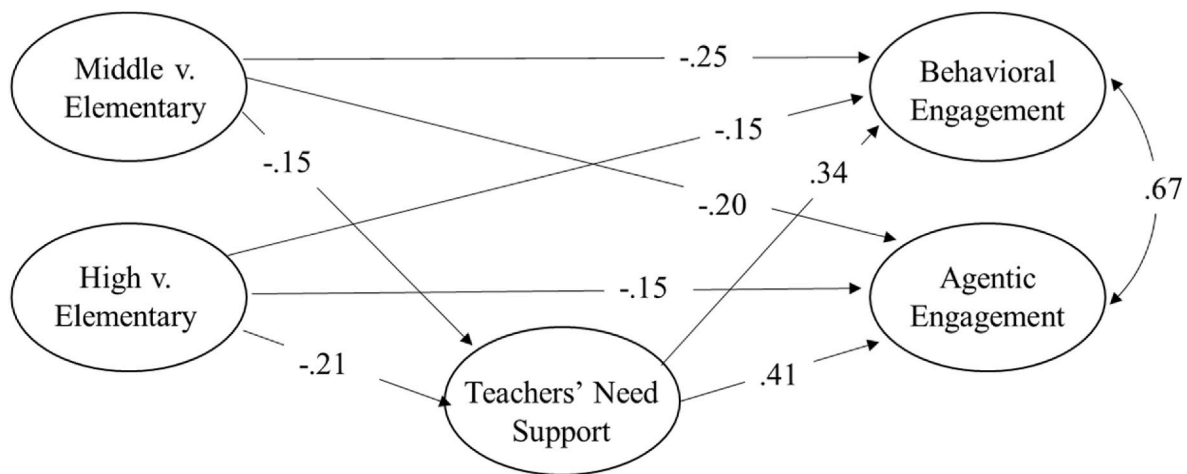 Middle v.
Elementary
-.25
Behavioral
Engagement
-.15
-.15
.34
-.20
.67
High v.
Elementary
-.15
Agentic
Engagement
-.21
Teachers’ Need
Support
.41